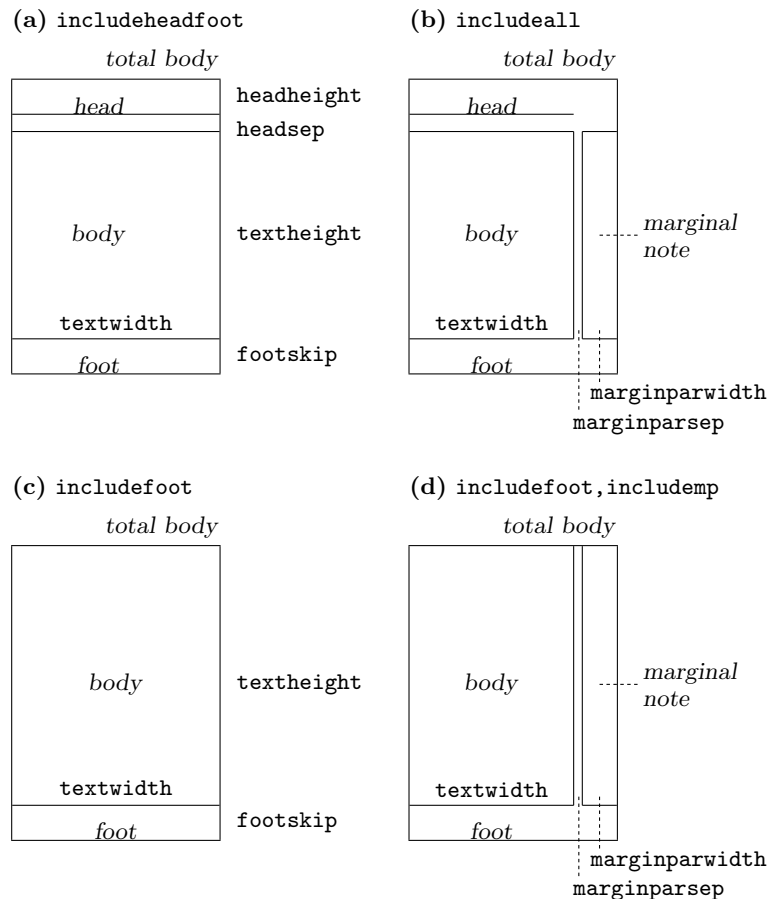 (a) includeheadfoot
total body
head
headheight
headsep
body
textheight
textwidth
foot
footskip
(b) includeall
total body
head
body
marginal
note
textwidth
foot
marginparwidth
marginparsep
(c) includefoot
total body
body
textheight
textwidth
foot
footskip
(d) includefoot,includemp
total body
body
marginal
note
textwidth
foot
marginparwidth
marginparsep